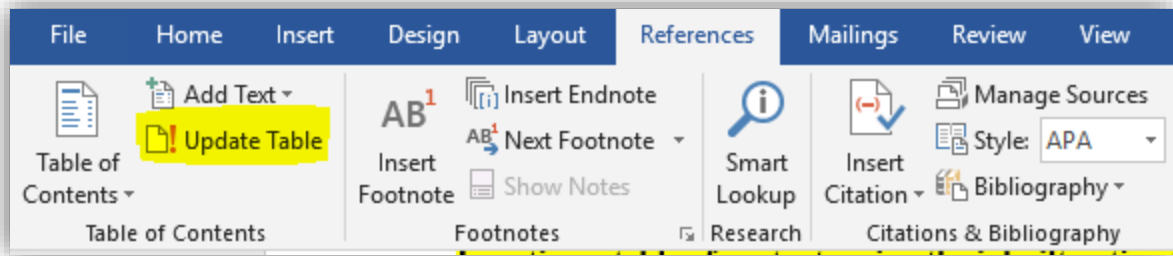 File Home Insert Design Layout References Mailings Review View
Table of
Contents
Add Text
Update Table
Table of Contents
AB1
Insert
Footnote
[i] Insert Endnote
AB1 Next Footnote
Show Notes
Footnotes
Smart
Lookup
Research
Insert
Citation
Manage Sources
Style: APA
Bibliography
Citations & Bibliography